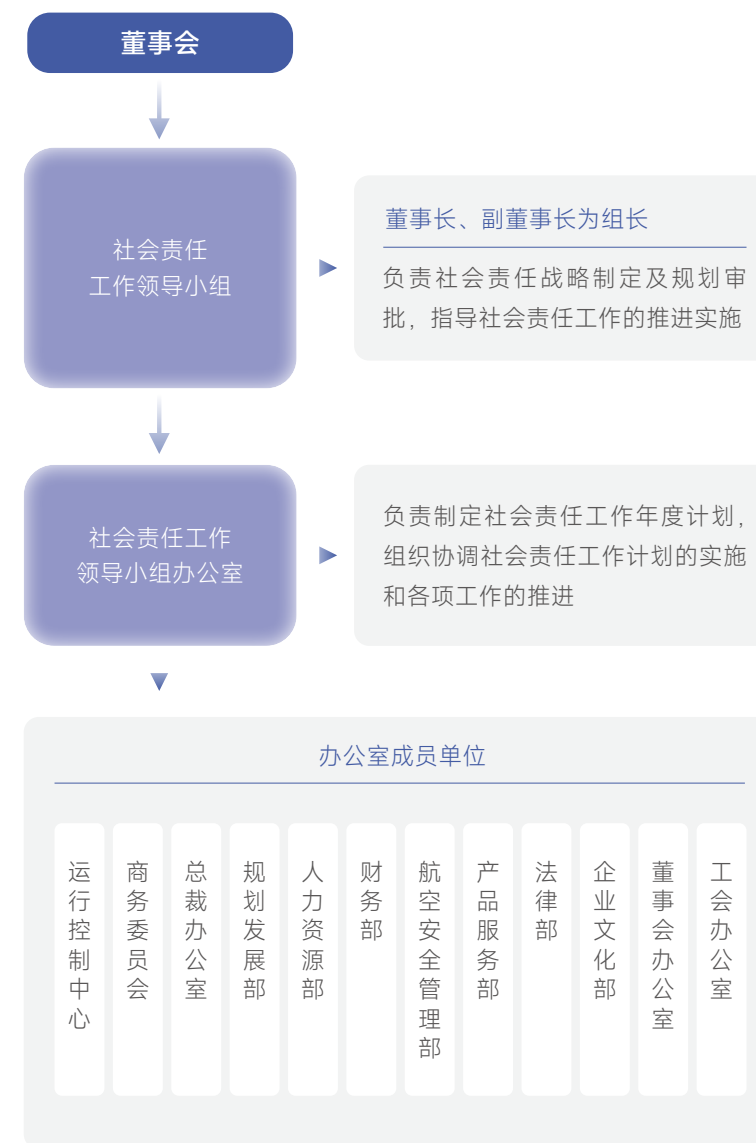 董事会
社会责任
工作领导小组
董事长、副董事长为组长
负责社会责任战略制定及规划审
批，指导社会责任工作的推进实施
社会责任工作
领导小组办公室
负责制定社会责任工作年度计划，
组织协调社会责任工作计划的实施
和各项工作的推进
办公室成员单位
运行控制中心
商务委员会
总裁办公室
规划发展部
人力资源部
财务部
航空安全管理部
产品服务部
法律部
企业文化部
董事会办公室
工会办公室